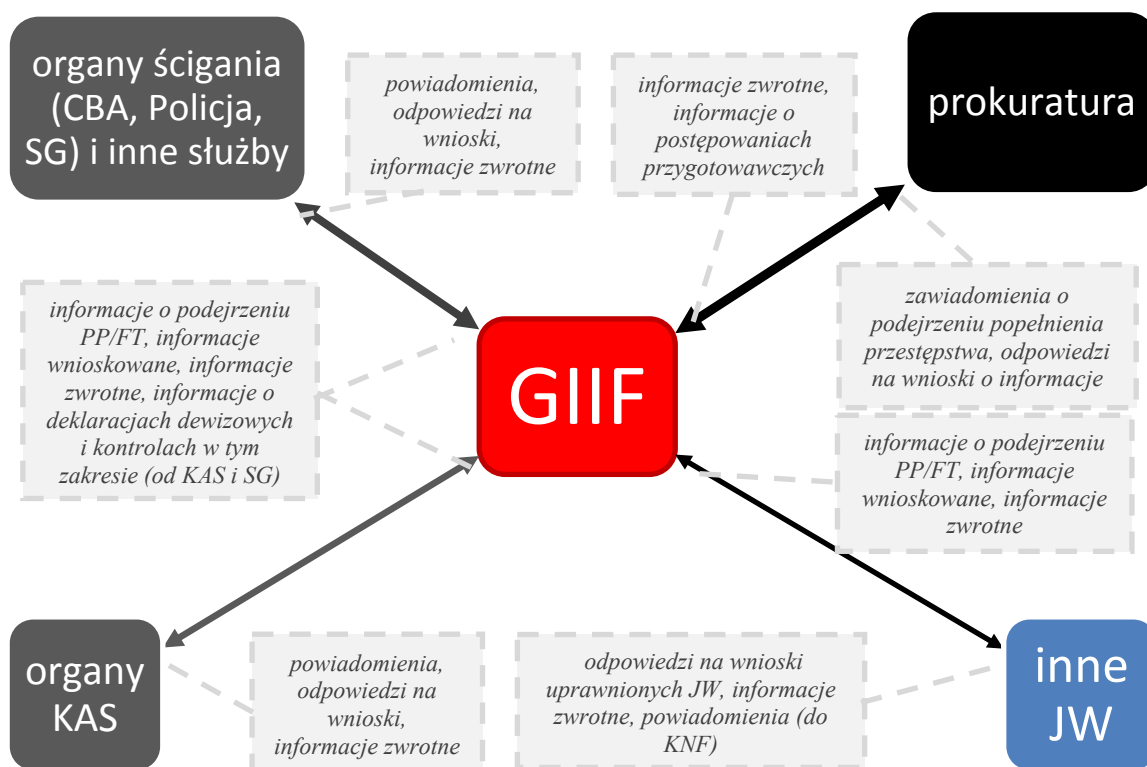 organy ścigania
(CBA, Policja,
SG) i inne służby
powiadomienia,
odpowiedzi na
wnioski,
informacje zwrotne
informacje zwrotne,
informacje o
postępowaniach
przygotowawczych
prokuratura
informacje o podejrzeniu
PP/FT, informacje
wnioskowane, informacje
zwrotne, informacje o
deklaracjach dewizowych
i kontrolach w tym
zakresie (od KAS i SG)
GIIF
zawiadomienia o
podejrzeniu popełnienia
przestępstwa, odpowiedzi
na wnioski o informacje
informacje o podejrzeniu
PP/FT, informacje
wnioskowane, informacje
zwrotne
organy
KAS
powiadomienia,
odpowiedzi na
wnioski,
informacje zwrotne
odpowiedzi na wnioski
uprawnionych JW, informacje
zwrotne, powiadomienia (do
KNF)
inne
JW